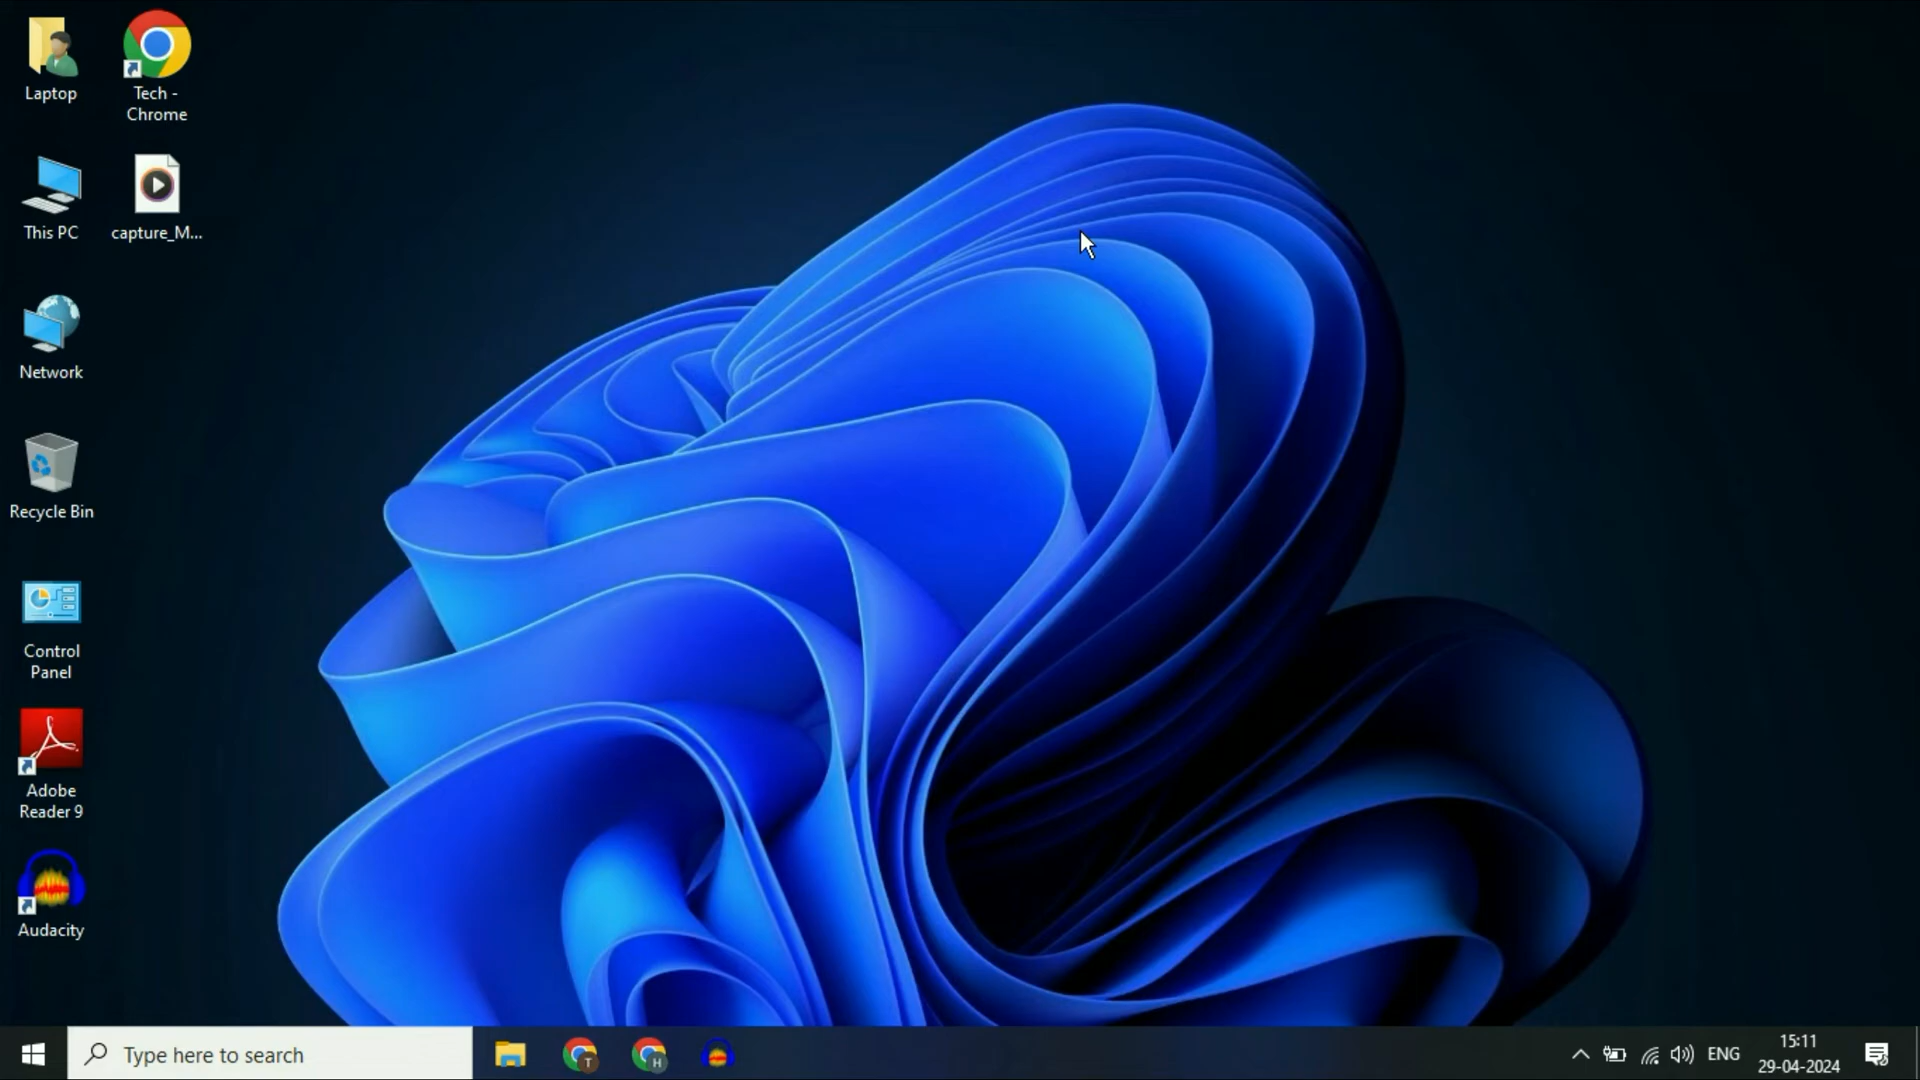 Laptop
Tech -
Chrome
This PC
capture_M...
Network
Recycle Bin
Control
Panel
Adobe
Reader 9
Audacity
Type here to search
T
H
ENG
15:11
29-04-2024